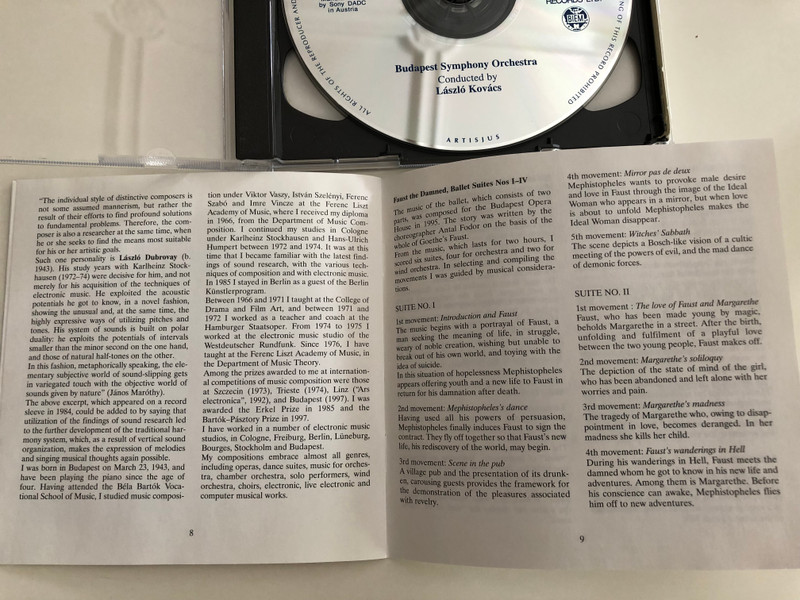 by Sony DADC
in Austria
RECORDS LTD.
BIEM
ALL RIGHTS OF THE PRODUCER AND
NG OF THIS RECORD PROHIBITED
Budapest Symphony Orchestra
Conducted by
László Kovács
ARTISJUS
"The individual style of distinctive composers is
not some assumed mannerism, but rather the
result of their efforts to find profound solutions
to fundamental problems. Therefore, the com-
poser is also a researcher at the same time, when
he or she seeks to find the means most suitable
for his or her artistic goals.
Such one personality is László Dubrovay (b.
1943). His study years with Karlheinz Stock-
hausen (1972–74) were decisive for him, and not
merely for his acquisition of the techniques of
electronic music. He exploited the acoustic
potentials he got to know, in a novel fashion,
showing the unusual and, at the same time, the
highly expressive ways of utilizing pitches and
tones. His system of sounds is built on polar
duality: he exploits the potentials of intervals
smaller than the minor second on the one hand,
and those of natural half-tones on the other.
In this fashion, metaphorically speaking, the ele-
mentary subjective world of sound-slipping gets
in variegated touch with the objective world of
sounds given by nature" (János Maróthy).
The above excerpt, which appeared on a record
sleeve in 1984, could be added to by saying that
utilization of the findings of sound research led
to the further development of the traditional har-
mony system, which, as a result of vertical sound
organization, makes the expression of melodies
and singing musical thoughts again possible.
I was born in Budapest on March 23, 1943, and
have been playing the piano since the age of
four. Having attended the Béla Bartók Voca-
tional School of Music, I studied music composi-
tion under Viktor Vaszy, István Szelényi, Ferenc
Szabó and Imre Vincze at the Ferenc Liszt
Academy of Music, where I received my diploma
in 1966, from the Department of Music Com-
position. I continued my studies in Cologne
under Karlheinz Stockhausen and Hans-Ulrich
Humpert between 1972 and 1974. It was at this
time that I became familiar with the latest find-
ings of sound research, with the various tech-
niques of composition and with electronic music.
In 1985 I stayed in Berlin as a guest of the Berlin
Künstlerprogram.
Between 1966 and 1971 I taught at the College of
Drama and Film Art, and between 1971 and
1972 I worked as a teacher and coach at the
Hamburger Staatsoper. From 1974 to 1975 I
worked at the electronic music studio of the
Westdeutscher Rundfunk. Since 1976, I have
taught at the Ferenc Liszt Academy of Music, in
the Department of Music Theory.
Among the prizes awarded to me at internation-
al competitions of music composition were those
at Szczecin (1973), Trieste (1974), Linz ("Ars
electronica", 1992), and Budapest (1997). I was
awarded the Erkel Prize in 1985 and the
Bartók–Pásztory Prize in 1997.
I have worked in a number of electronic music
studios, in Cologne, Freiburg, Berlin, Lüneburg,
Bourges, Stockholm and Budapest.
My compositions embrace almost all genres,
including operas, dance suites, music for orches-
tra, chamber orchestra, solo performers, wind
orchestra, choirs, electronic, live electronic and
computer musical works.
8
Faust the Damned, Ballet Suites Nos I–IV
The music of the ballet, which consists of two
parts, was composed for the Budapest Opera
House in 1995. The story was written by the
choreographer Antal Fodor on the basis of the
whole of Goethe's Faust.
From the music, which lasts for two hours, I
scored six suites, four for orchestra and two for
wind orchestra. In selecting and compiling the
movements I was guided by musical considera-
tions.
SUITE NO. I
1st movement: Introduction and Faust
The music begins with a portrayal of Faust, a
man seeking the meaning of life, in struggle,
weary of noble creation, wishing but unable to
break out of his own world, and toying with the
idea of suicide.
In this situation of hopelessness Mephistopheles
appears offering youth and a new life to Faust in
return for his damnation after death.
2nd movement: Mephistopheles's dance
Having used all his powers of persuasion,
Mephistopheles finally induces Faust to sign the
contract. They fly off together so that Faust's new
life, his rediscovery of the world, may begin.
3rd movement: Scene in the pub
A village pub and the presentation of its drunk-
en, carousing guests provides the framework for
the demonstration of the pleasures associated
with revelry.
4th movement: Mirror pas de deux
Mephistopheles wants to provoke male desire
and love in Faust through the image of the Ideal
Woman who appears in a mirror, but when love
is about to unfold Mephistopheles makes the
Ideal Woman disappear.
5th movement: Witches' Sabbath
The scene depicts a Bosch-like vision of a cultic
meeting of the powers of evil, and the mad dance
of demonic forces.
SUITE NO. II
1st movement : The love of Faust and Margarethe
Faust, who has been made young by magic,
beholds Margarethe in a street. After the birth,
unfolding and fulfilment of a playful love
between the two young people, Faust makes off.
2nd movement: Margarethe's soliloquy
The depiction of the state of mind of the girl,
who has been abandoned and left alone with her
worries and pain.
3rd movement: Margarethe's madness
The tragedy of Margarethe who, owing to disap-
pointment in love, becomes deranged. In her
madness she kills her child.
4th movement: Faust's wanderings in Hell
During his wanderings in Hell, Faust meets the
damned whom he got to know in his new life and
adventures. Among them is Margarethe. Before
his conscience can awake, Mephistopheles flies
him off to new adventures.
9